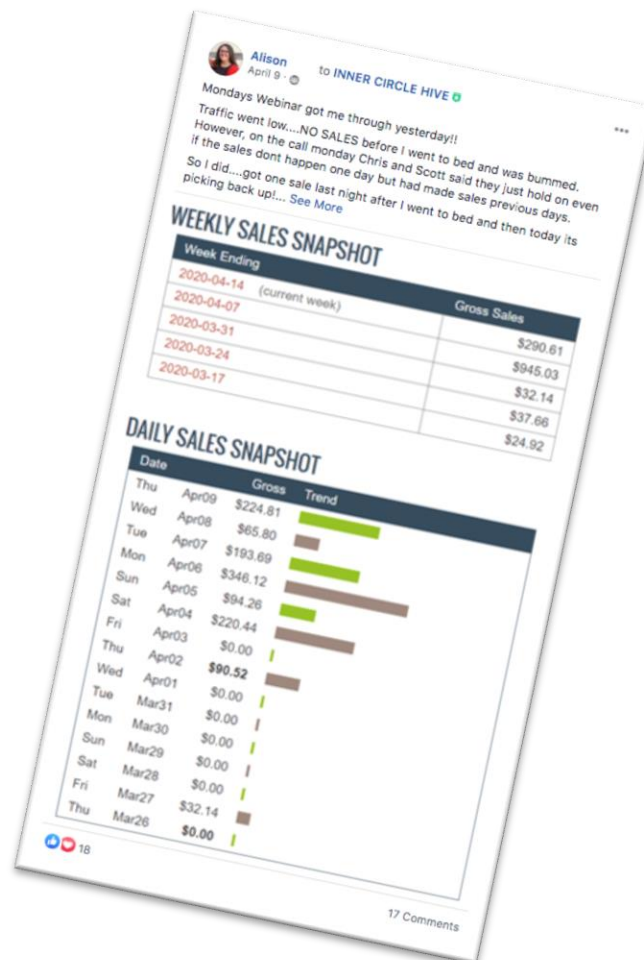 Alison to INNER CIRCLE HIVE
April 9 ·
Mondays Webinar got me through yesterday!!
Traffic went low....NO SALES before I went to bed and was bummed.
However, on the call monday Chris and Scott said they just hold on even
if the sales dont happen one day but had made sales previous days.
So I did....got one sale last night after I went to bed and then today its
picking back up!... See More
WEEKLY SALES SNAPSHOT
Week Ending Gross Sales
2020-04-14 (current week) $290.61
2020-04-07 $945.03
2020-03-31 $32.14
2020-03-24 $37.66
2020-03-17 $24.92
DAILY SALES SNAPSHOT
Date Gross Trend
Thu Apr09 $224.81
Wed Apr08 $65.80
Tue Apr07 $193.69
Mon Apr06 $346.12
Sun Apr05 $94.26
Sat Apr04 $220.44
Fri Apr03 $0.00
Thu Apr02 $90.52
Wed Apr01 $0.00
Tue Mar31 $0.00
Mon Mar30 $0.00
Sun Mar29 $0.00
Sat Mar28 $0.00
Fri Mar27 $32.14
Thu Mar26 $0.00
18
17 Comments